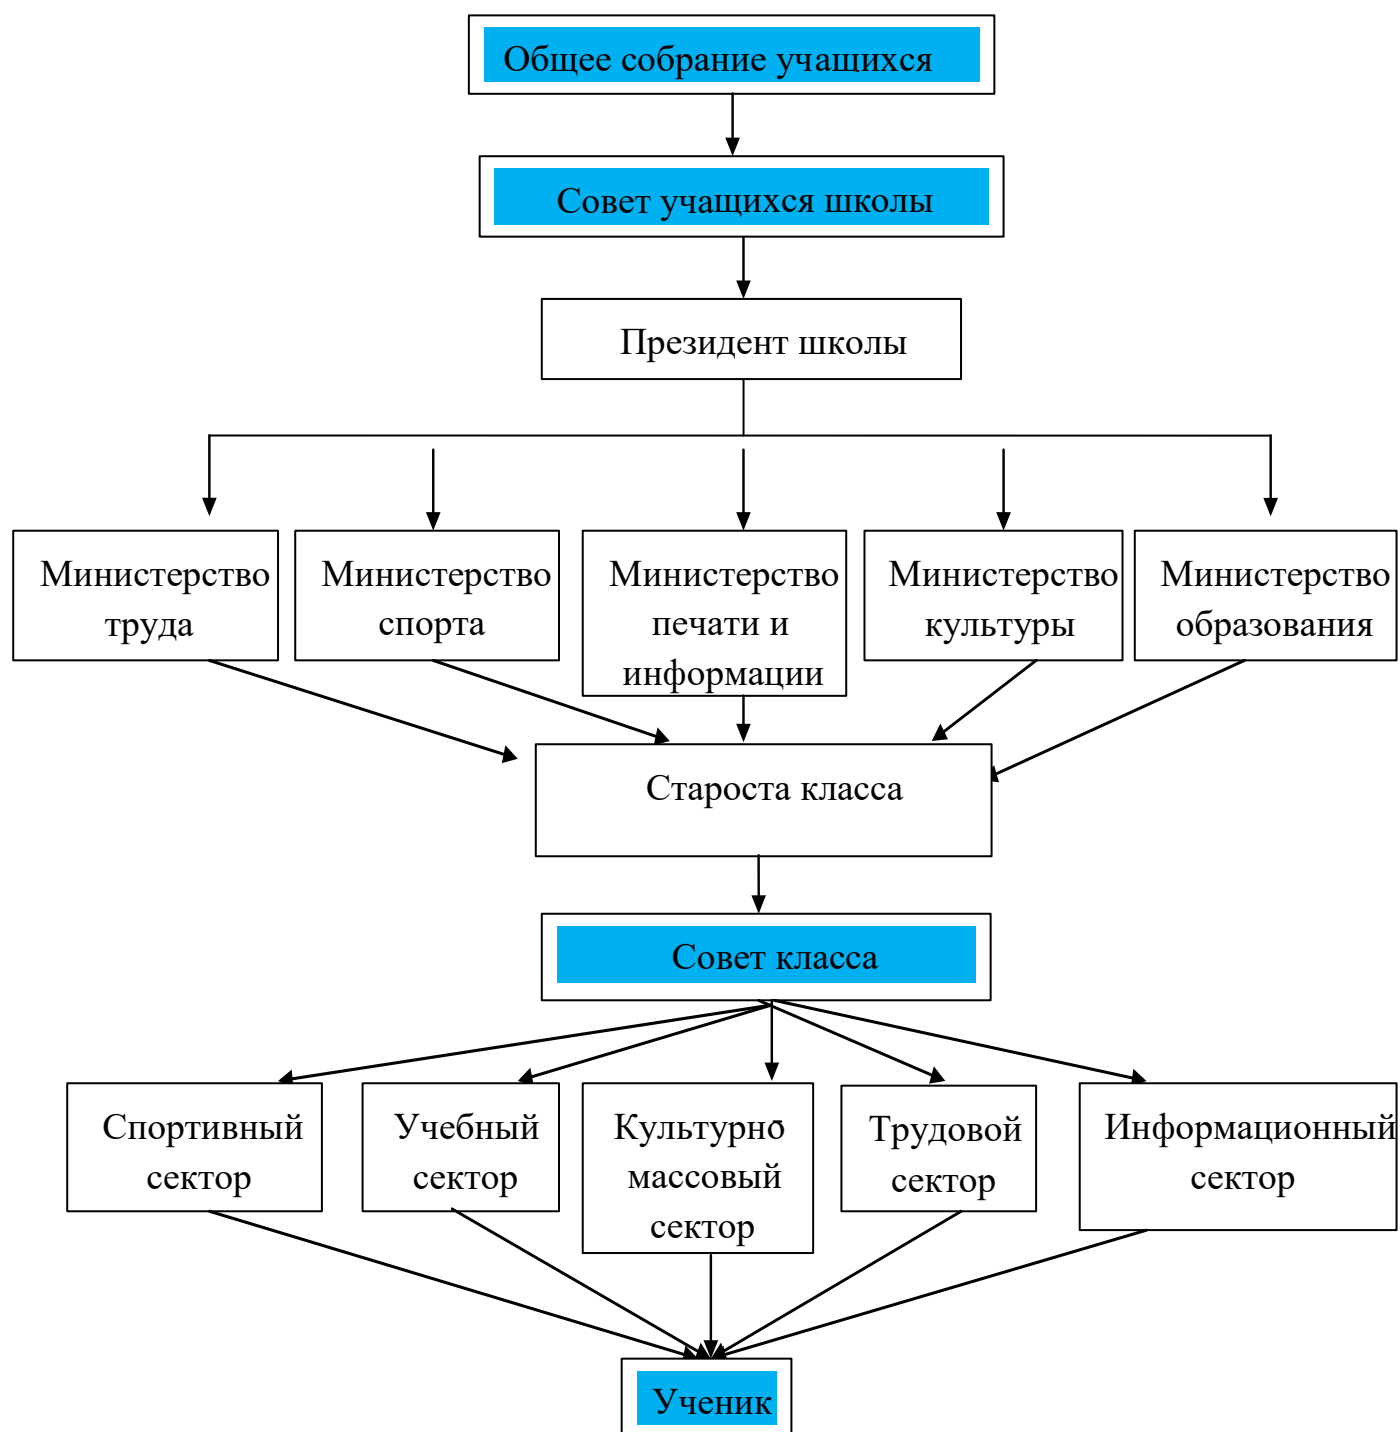 Общее собрание учащихся
Совет учащихся школы
Президент школы
Министерство
труда
Министерство
спорта
Министерство
печати и
информации
Министерство
культуры
Министерство
образования
Староста класса
Совет класса
Спортивный
сектор
Учебный
сектор
Культурно-
массовый
сектор
Трудовой
сектор
Информационный
сектор
Ученик